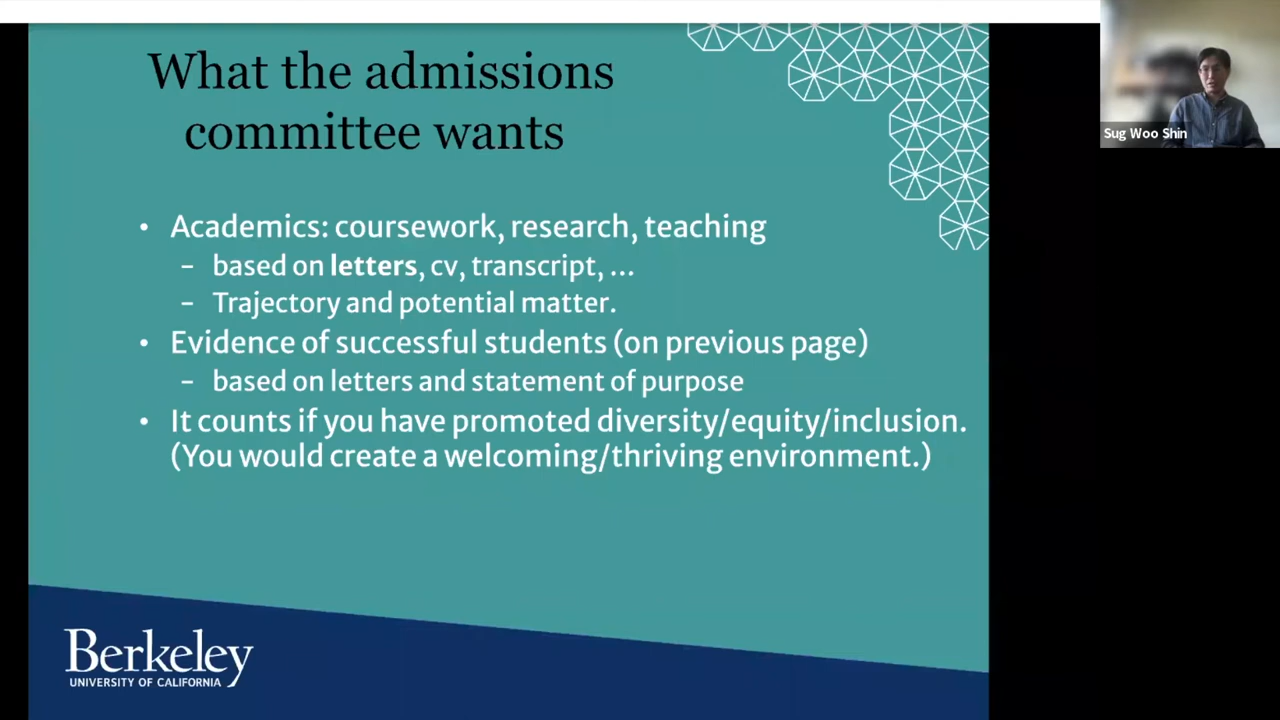 What the admissions
committee wants
• Academics: coursework, research, teaching
– based on letters, cv, transcript, ...
– Trajectory and potential matter.
• Evidence of successful students (on previous page)
– based on letters and statement of purpose
• It counts if you have promoted diversity/equity/inclusion.
(You would create a welcoming/thriving environment.)
Berkeley
UNIVERSITY OF CALIFORNIA
Sug Woo Shin